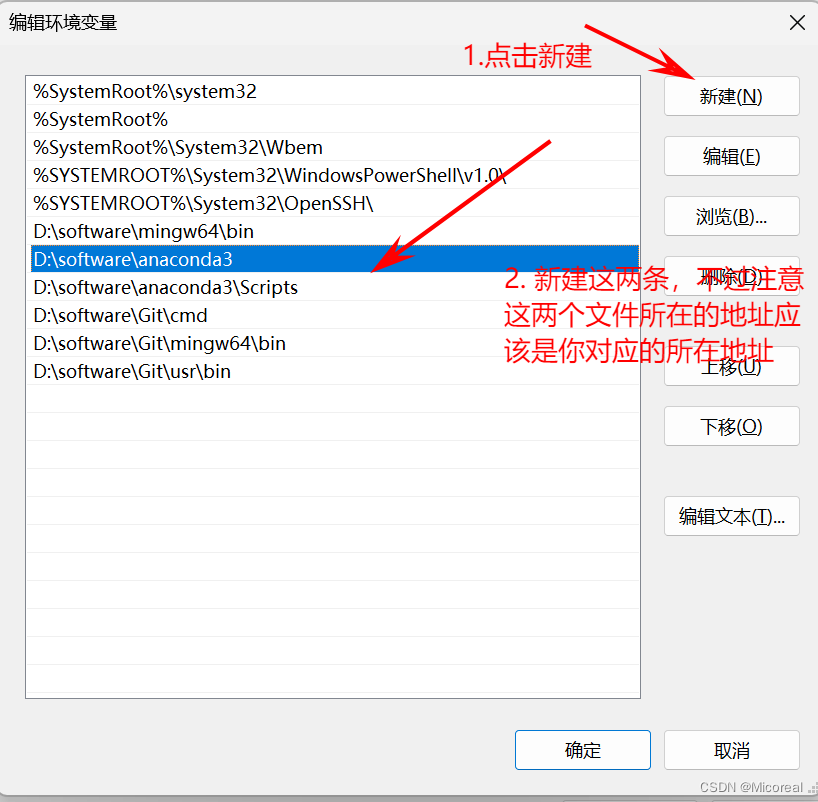 编辑环境变量
1.点击新建
%SystemRoot%\system32
%SystemRoot%
%SystemRoot%\System32\Wbem
%SYSTEMROOT%\System32\WindowsPowerShell\v1.0\
%SYSTEMROOT%\System32\OpenSSH\
D:\software\mingw64\bin
D:\software\anaconda3
D:\software\anaconda3\Scripts
D:\software\Git\cmd
D:\software\Git\mingw64\bin
D:\software\Git\usr\bin
2. 新建这两条，不过注意
这两个文件所在的地址应
该是你对应的所在地址
新建(N)
编辑(E)
浏览(B)...
删除(D)
上移(U)
下移(O)
编辑文本(T)...
确定
取消
CSDN @Micoreal